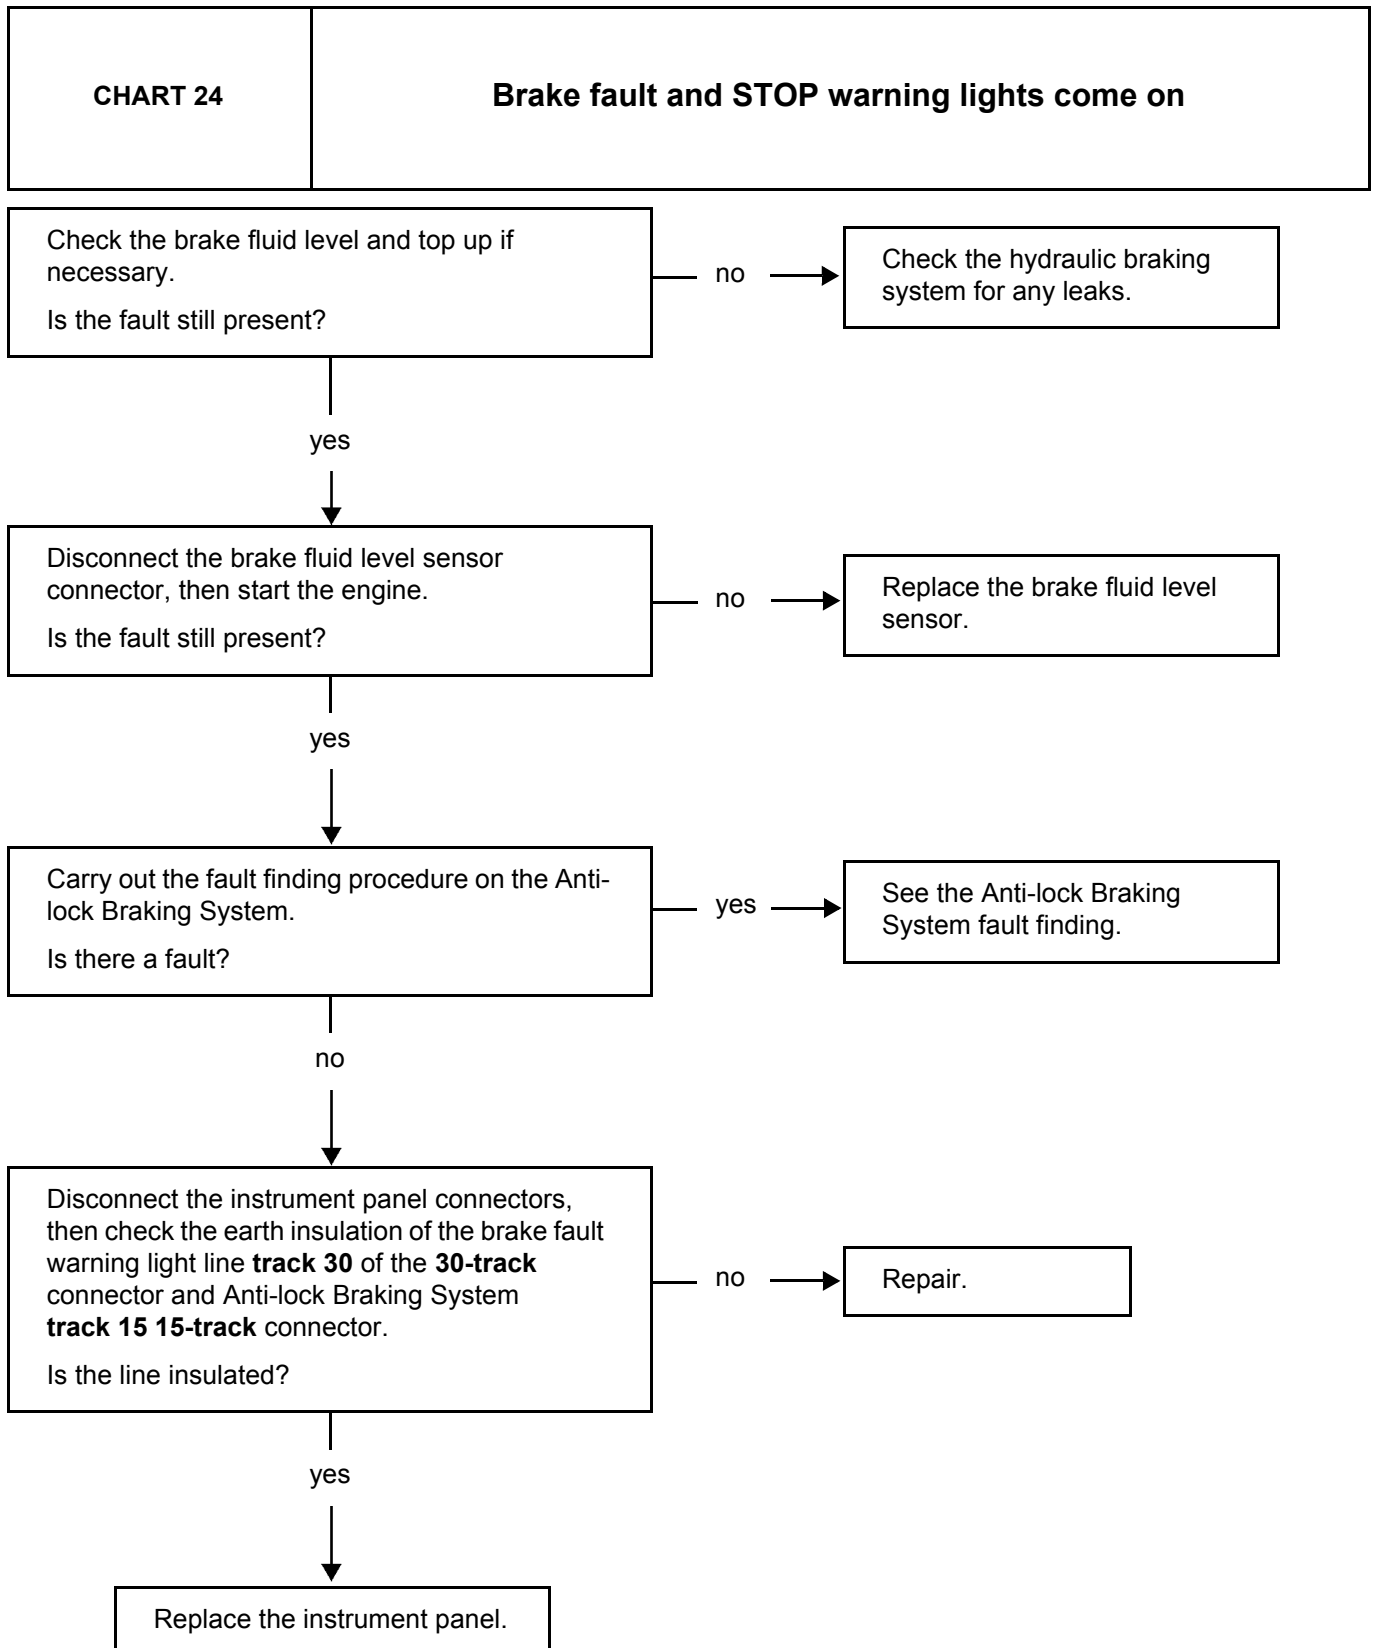 CHART 24
Brake fault and STOP warning lights come on
Check the brake fluid level and top up if
necessary.
Is the fault still present?
no
Check the hydraulic braking
system for any leaks.
yes
Disconnect the brake fluid level sensor
connector, then start the engine.
Is the fault still present?
no
Replace the brake fluid level
sensor.
yes
Carry out the fault finding procedure on the Anti-
lock Braking System.
Is there a fault?
yes
See the Anti-lock Braking
System fault finding.
no
Disconnect the instrument panel connectors,
then check the earth insulation of the brake fault
warning light line track 30 of the 30-track
connector and Anti-lock Braking System
track 15 15-track connector.
Is the line insulated?
no
Repair.
yes
Replace the instrument panel.